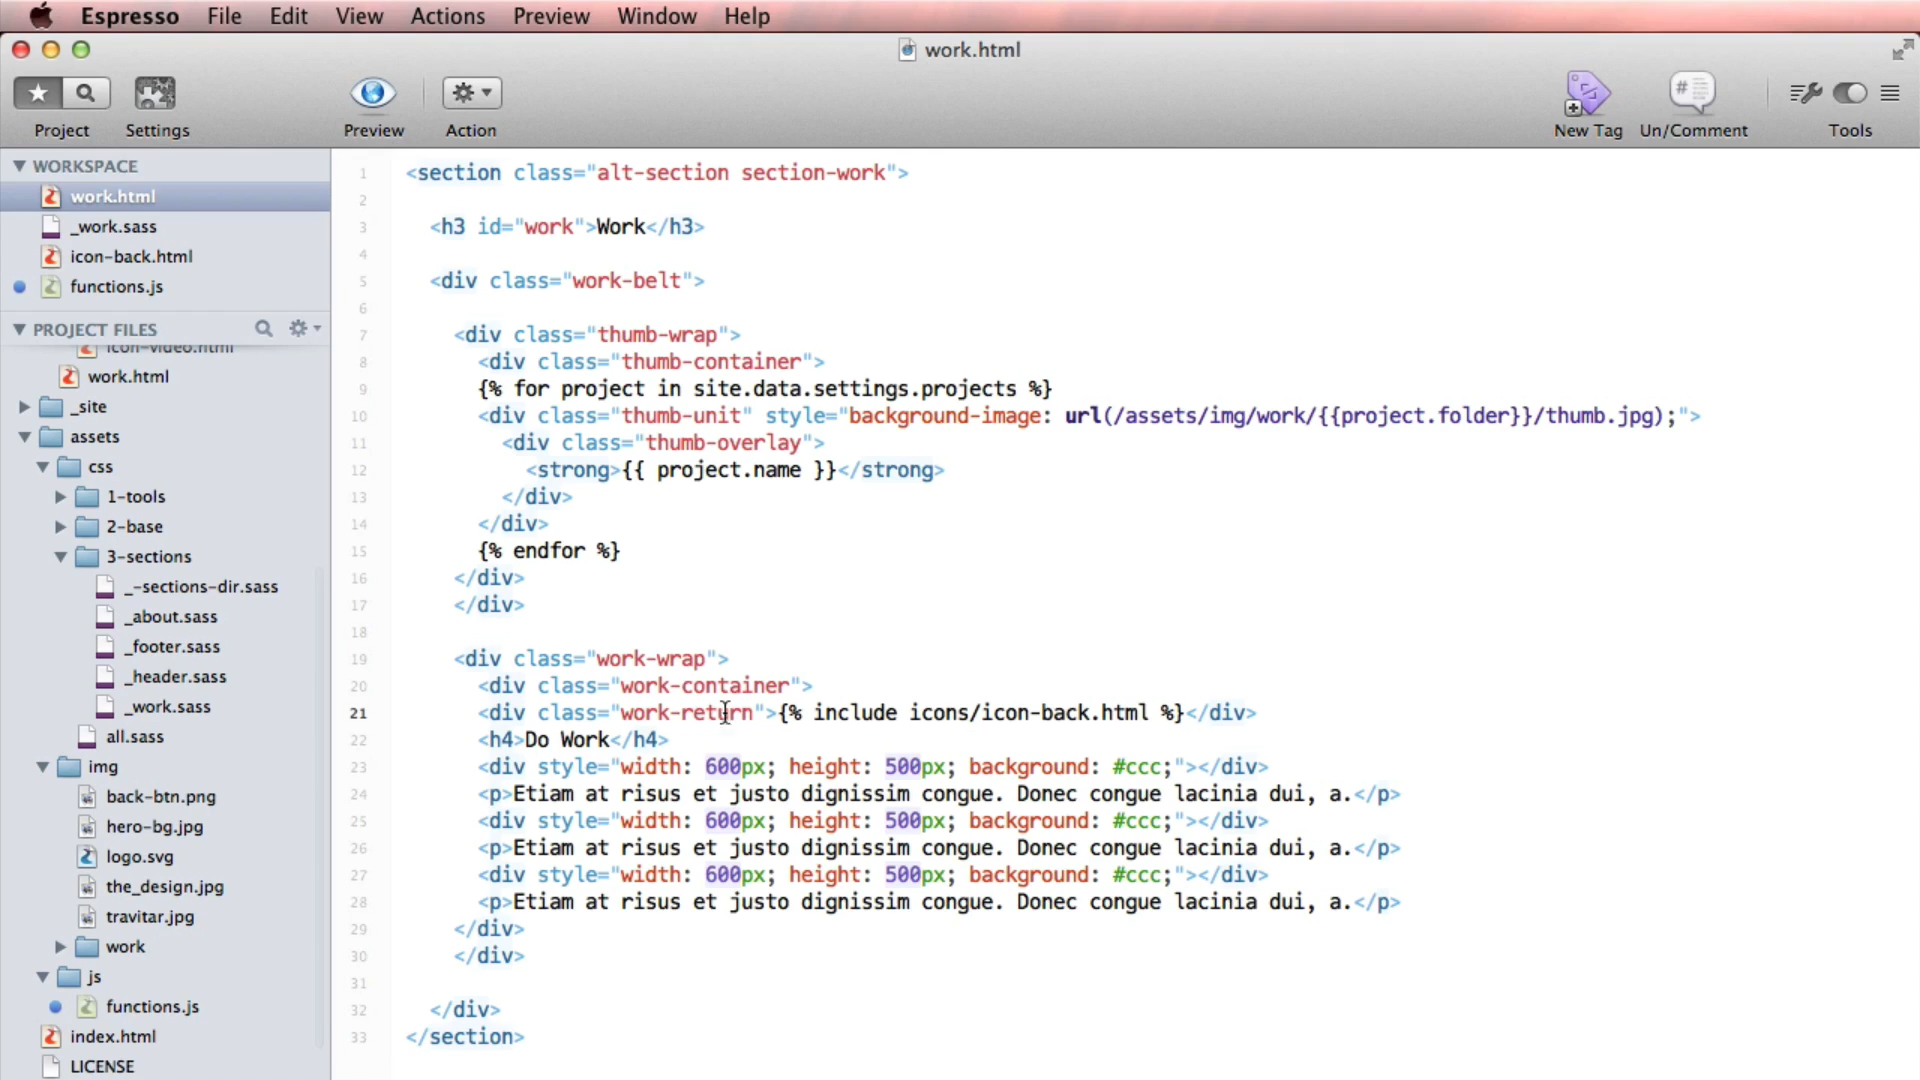 Espresso File Edit View Actions Preview Window Help
work.html
Project Settings Preview Action New Tag Un/Comment Tools
WORKSPACE
work.html
_work.sass
icon-back.html
functions.js
PROJECT FILES
icon-video.html
work.html
_site
assets
css
1-tools
2-base
3-sections
_-sections-dir.sass
_about.sass
_footer.sass
_header.sass
_work.sass
all.sass
img
back-btn.png
hero-bg.jpg
logo.svg
the_design.jpg
travitar.jpg
work
js
functions.js
index.html
LICENSE
1 <section class="alt-section section-work">
2
3 <h3 id="work">Work</h3>
4
5 <div class="work-belt">
6
7 <div class="thumb-wrap">
8 <div class="thumb-container">
9 {% for project in site.data.settings.projects %}
10 <div class="thumb-unit" style="background-image: url(/assets/img/work/{{project.folder}}/thumb.jpg);">
11 <div class="thumb-overlay">
12 <strong>{{ project.name }}</strong>
13 </div>
14 </div>
15 {% endfor %}
16 </div>
17 </div>
18
19 <div class="work-wrap">
20 <div class="work-container">
21 <div class="work-return">{% include icons/icon-back.html %}</div>
22 <h4>Do Work</h4>
23 <div style="width: 600px; height: 500px; background: #ccc;"></div>
24 <p>Etiam at risus et justo dignissim congue. Donec congue lacinia dui, a.</p>
25 <div style="width: 600px; height: 500px; background: #ccc;"></div>
26 <p>Etiam at risus et justo dignissim congue. Donec congue lacinia dui, a.</p>
27 <div style="width: 600px; height: 500px; background: #ccc;"></div>
28 <p>Etiam at risus et justo dignissim congue. Donec congue lacinia dui, a.</p>
29 </div>
30 </div>
31
32 </div>
33 </section>